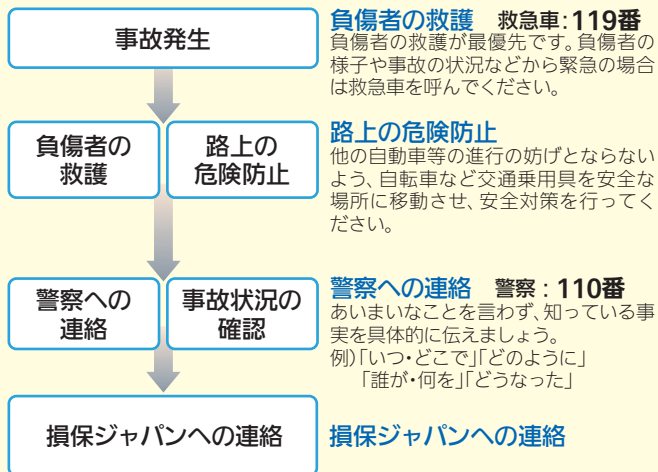 事故発生
負傷者の救護　救急車：119番
負傷者の救護が最優先です。負傷者の
様子や事故の状況などから緊急の場合
は救急車を呼んでください。
負傷者の
救護
路上の
危険防止
路上の危険防止
他の自動車等の進行の妨げとならない
よう、自転車など交通乗用具を安全な
場所に移動させ、安全対策を行ってく
ださい。
警察への
連絡
事故状況の
確認
警察への連絡　警察：110番
あいまいなことを言わず、知っている事
実を具体的に伝えましょう。
例）「いつ・どこで」「どのように」
「誰が・何を」「どうなった」
損保ジャパンへの連絡
損保ジャパンへの連絡